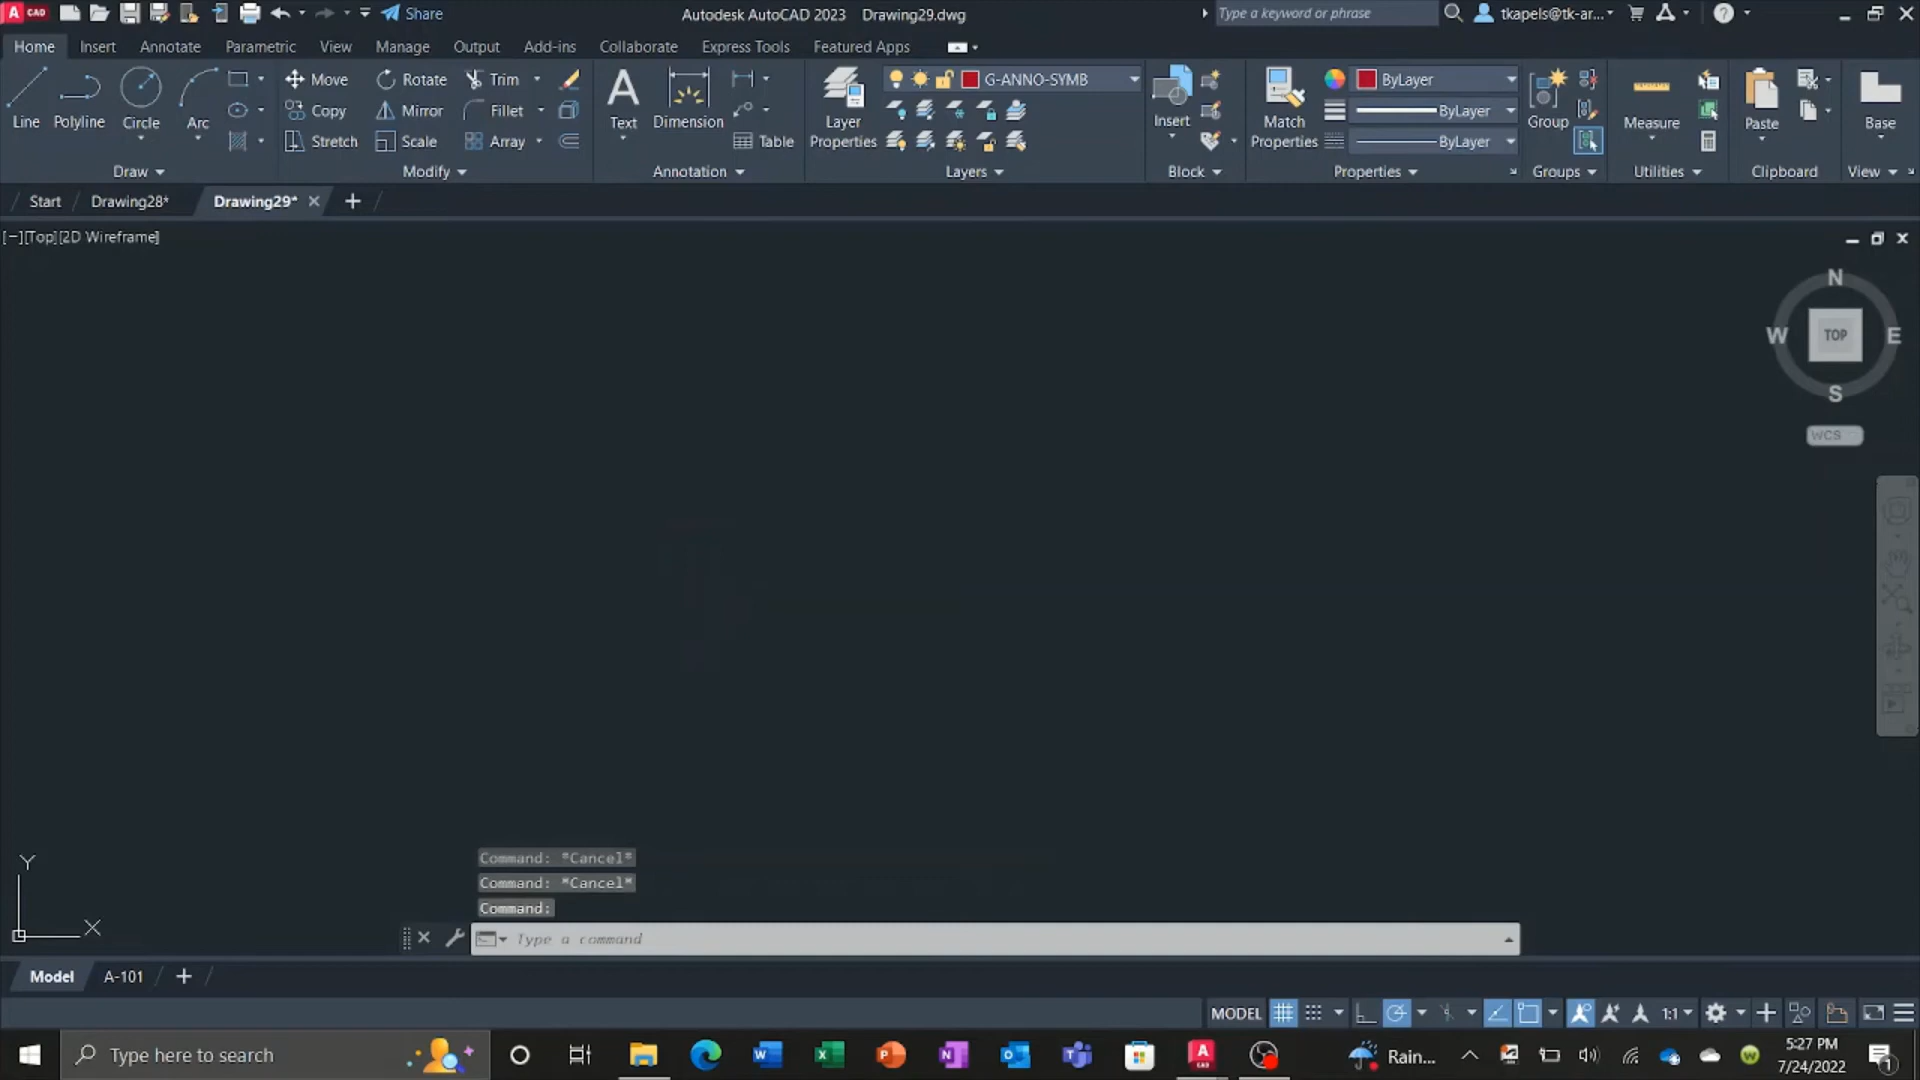 A CAD Share Autodesk AutoCAD 2023 Drawing29.dwg Type a keyword or phrase tkapels@tk-ar...
Home Insert Annotate Parametric View Manage Output Add-ins Collaborate Express Tools Featured Apps
Line Polyline Circle Arc
Move Rotate Trim
Copy Mirror Fillet
Stretch Scale Array
Text Dimension Table
Layer Properties
G-ANNO-SYMB
Insert
Match Properties
ByLayer
ByLayer
ByLayer
Group Measure Paste Base
Draw Modify Annotation Layers Block Properties Groups Utilities Clipboard View
Start Drawing28* Drawing29*
[−][Top][2D Wireframe]
N
W TOP E
S
WCS
Command: *Cancel*
Command: *Cancel*
Command:
Type a command
Y
X
Model A-101
MODEL 1:1
Type here to search Rain... 5:27 PM
7/24/2022
1